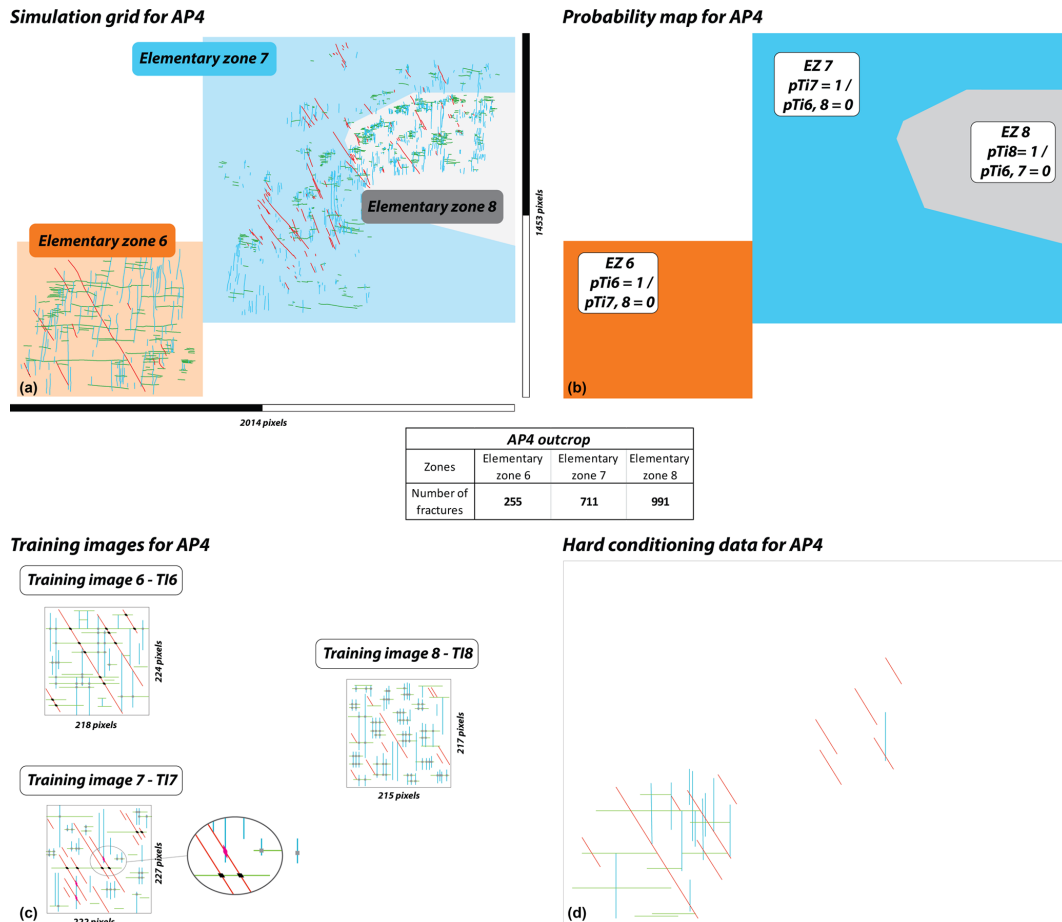 Simulation grid for AP4
Probability map for AP4
Elementary zone 7
EZ 7
pTi7 = 1 /
pTi6, 8 = 0
EZ 8
pTi8= 1 /
pTi6, 7 = 0
Elementary zone 8
1453 pixels
Elementary zone 6
EZ 6
pTi6 = 1 /
pTi7, 8 = 0
(a)
(b)
2014 pixels
AP4 outcrop
Zones
Elementary zone 6
Elementary zone 7
Elementary zone 8
Number of fractures
255
711
991
Training images for AP4
Hard conditioning data for AP4
Training image 6 - TI6
224 pixels
218 pixels
Training image 8 - TI8
217 pixels
215 pixels
Training image 7 - TI7
227 pixels
222 pixels
(c)
(d)